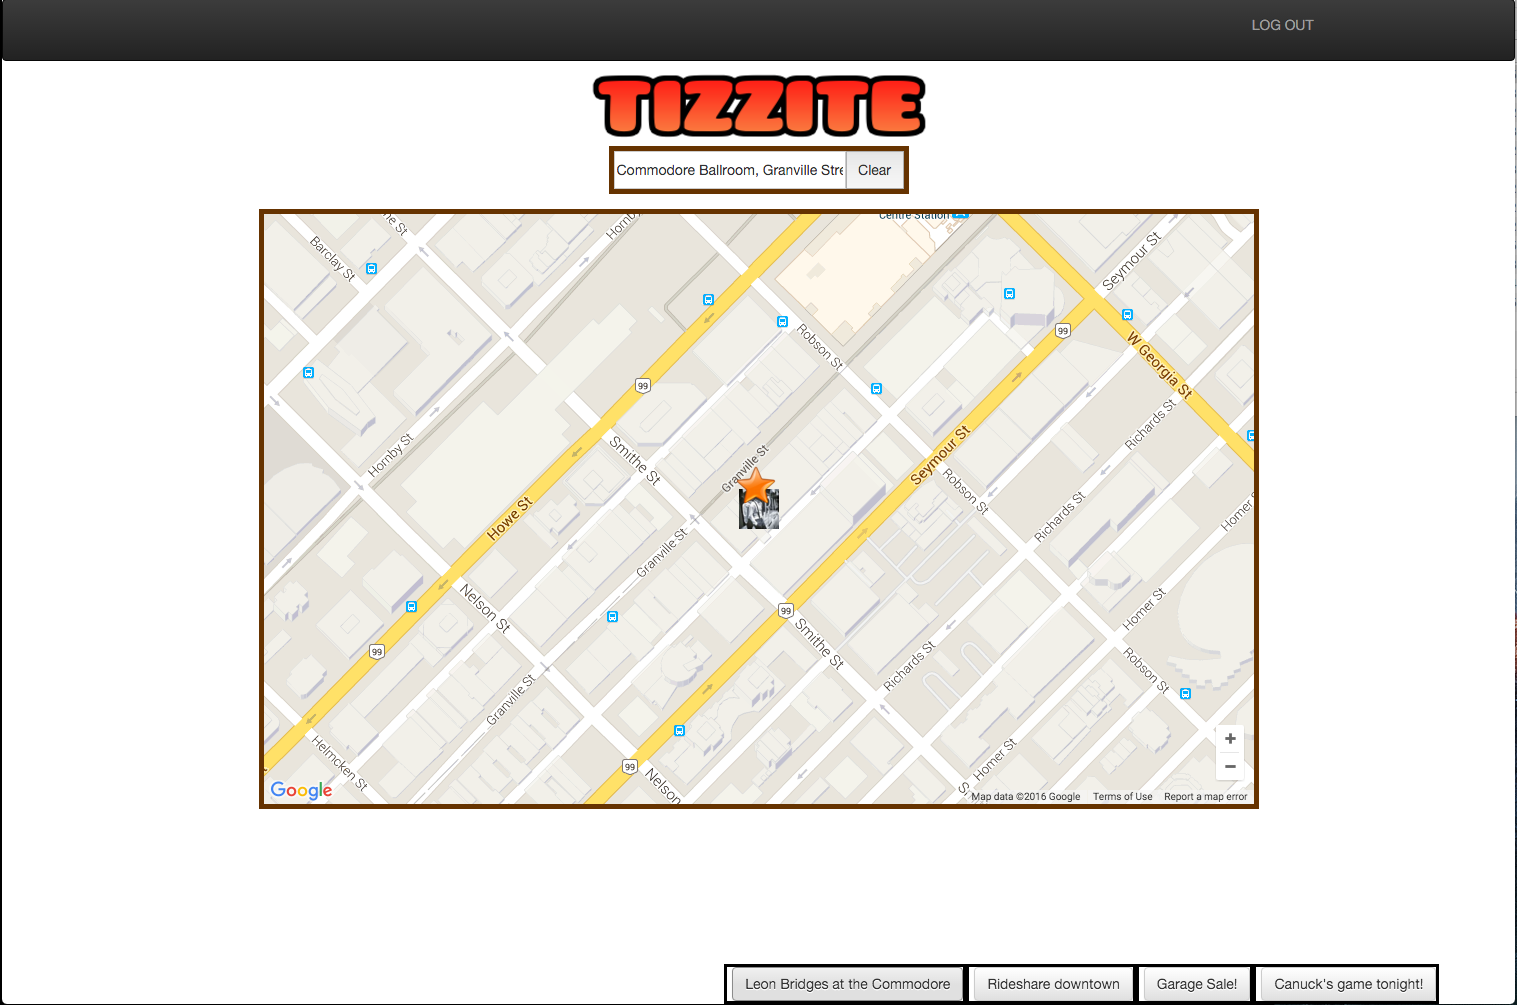 LOG OUT
TIZZITE
Commodore Ballroom, Granville Stre
Clear
Centre Station
Hornby
Barclay St
Seymour St
99
Robson St
W Georgia St
99
Richards St
Hornby St
Smithe St
Granville St
Seymour St
Robson St
Howe St
Richards St
Homer S
Granville St
Nelson St
99
Smithe St
Homer St
99
Richards St
Robson St
Granville St
Helmcken St
Homer St
99
Nelson
Google
Map data ©2016 Google
Terms of Use
Report a map error
Leon Bridges at the Commodore
Rideshare downtown
Garage Sale!
Canuck's game tonight!